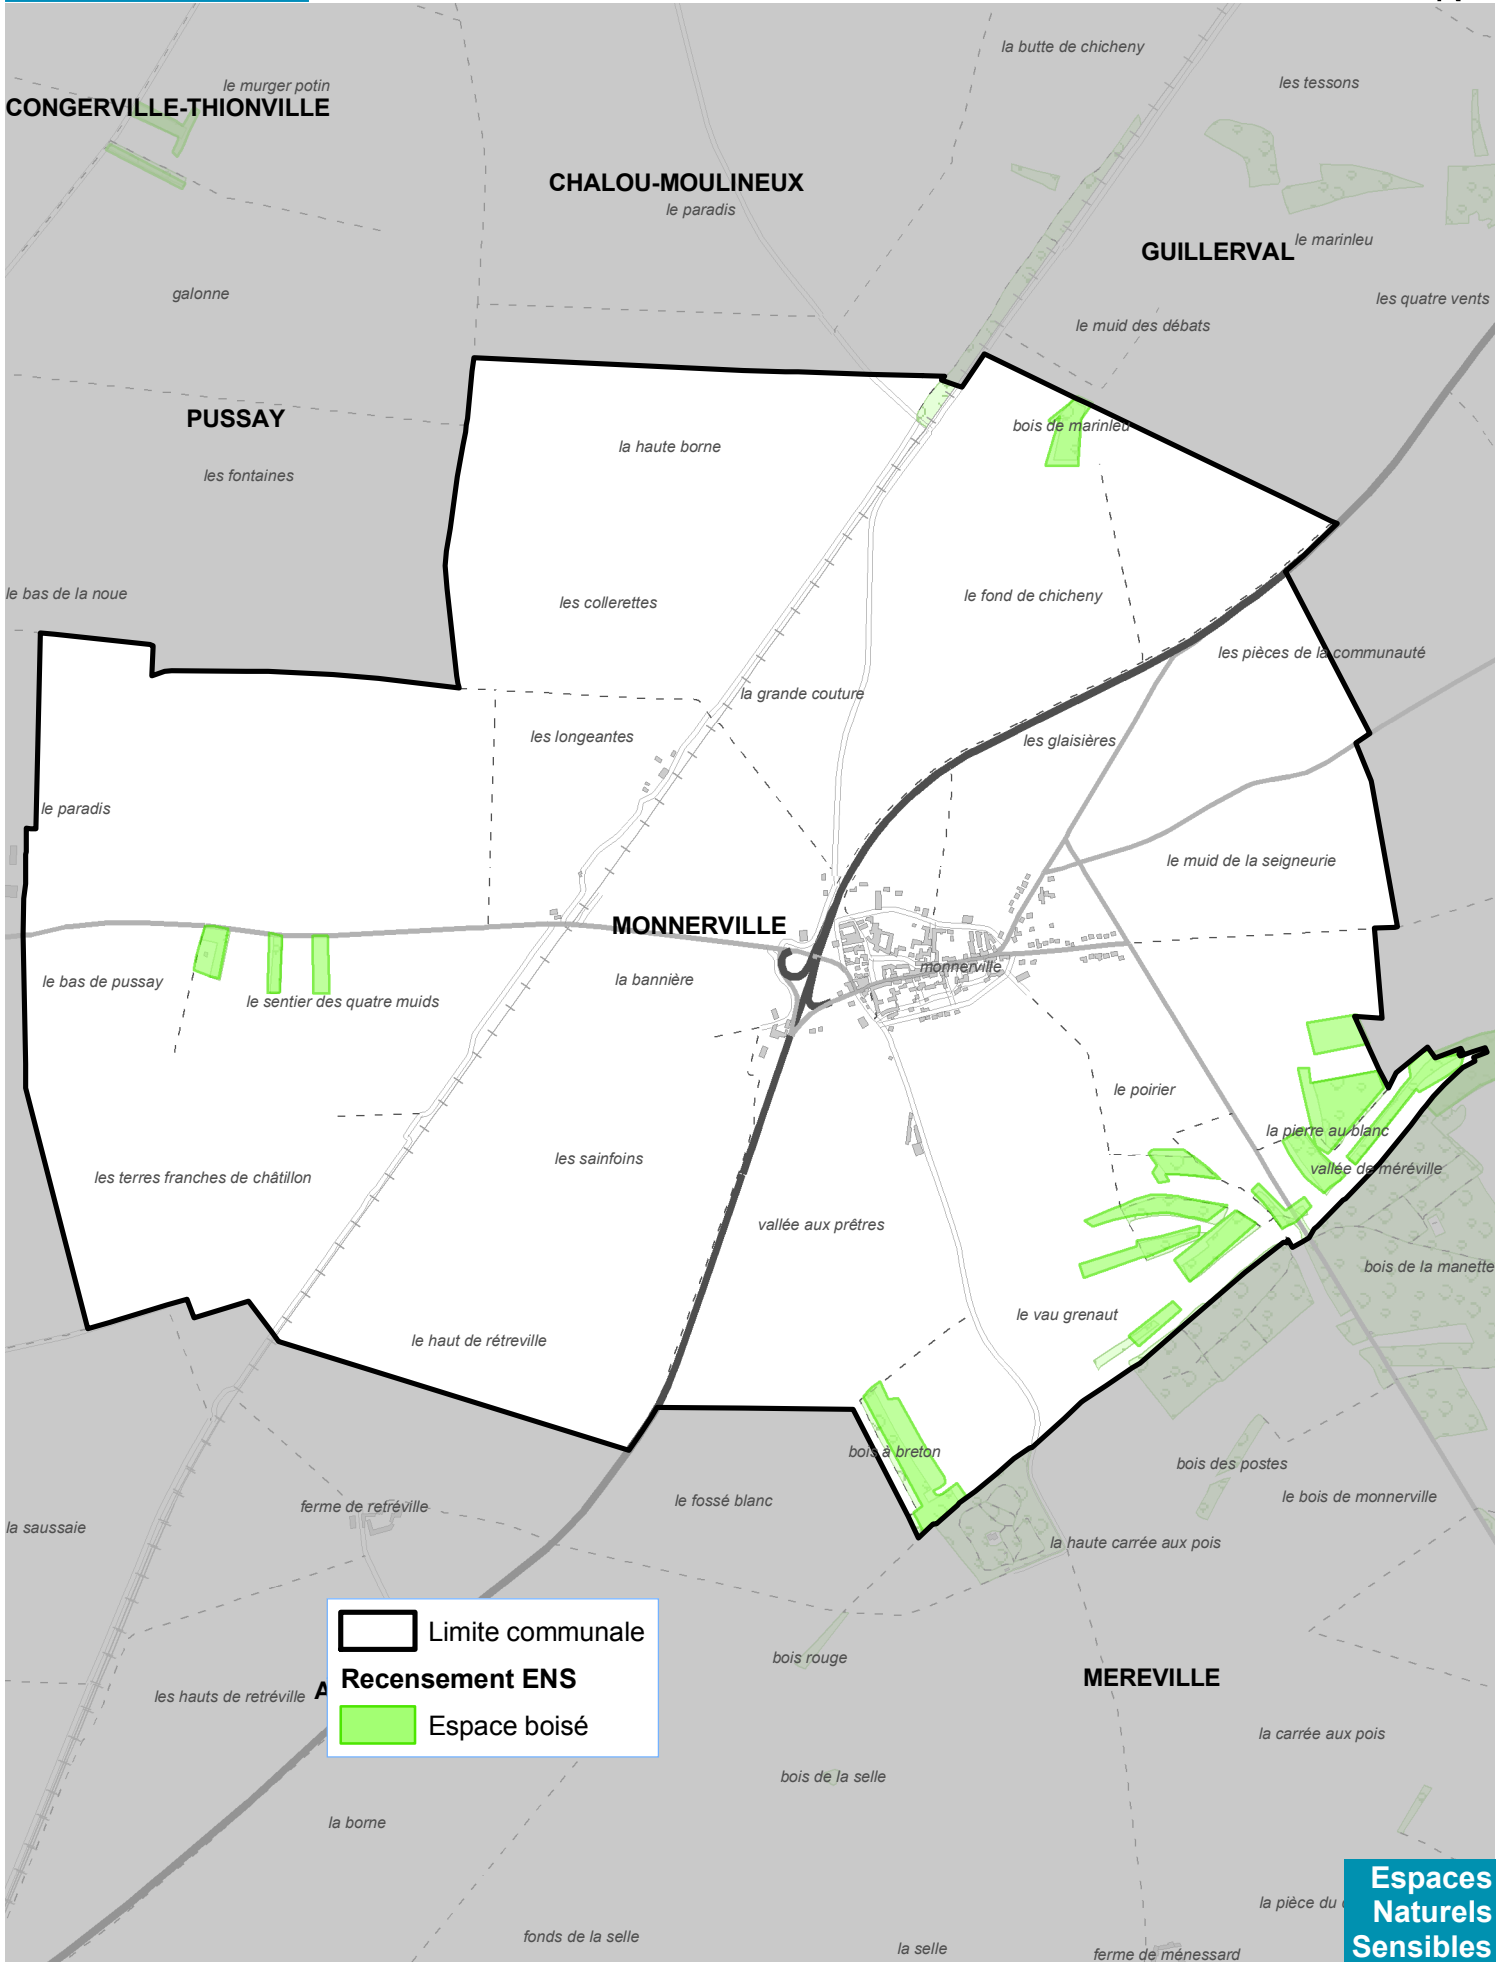 la butte de chicheny
le murger potin
les tessons
CONGERVILLE-THIONVILLE
CHALOU-MOULINEUX
le paradis
GUILLERVAL
le marinleu
galonne
les quatre vents
le muid des débats
PUSSAY
bois de marinleu
la haute borne
les fontaines
le bas de la noue
les collerettes
le fond de chicheny
les pièces de la communauté
la grande couture
les longeantes
les glaisières
le paradis
le muid de la seigneurie
MONNERVILLE
monnerville
le bas de pussay
la bannière
le sentier des quatre muids
le poirier
la pierre au blanc
les sainfoins
vallée de méréville
les terres franches de châtillon
vallée aux prêtres
bois de la manette
le vau grenaut
le haut de rétreville
bois à breton
bois des postes
le fossé blanc
le bois de monnerville
ferme de retréville
la saussaie
la haute carrée aux pois
Limite communale
bois rouge
Recensement ENS
MEREVILLE
les hauts de retréville
A
Espace boisé
la carrée aux pois
bois de la selle
la borne
Espaces
la pièce du
Naturels
fonds de la selle
la selle
Sensibles
ferme de ménessard